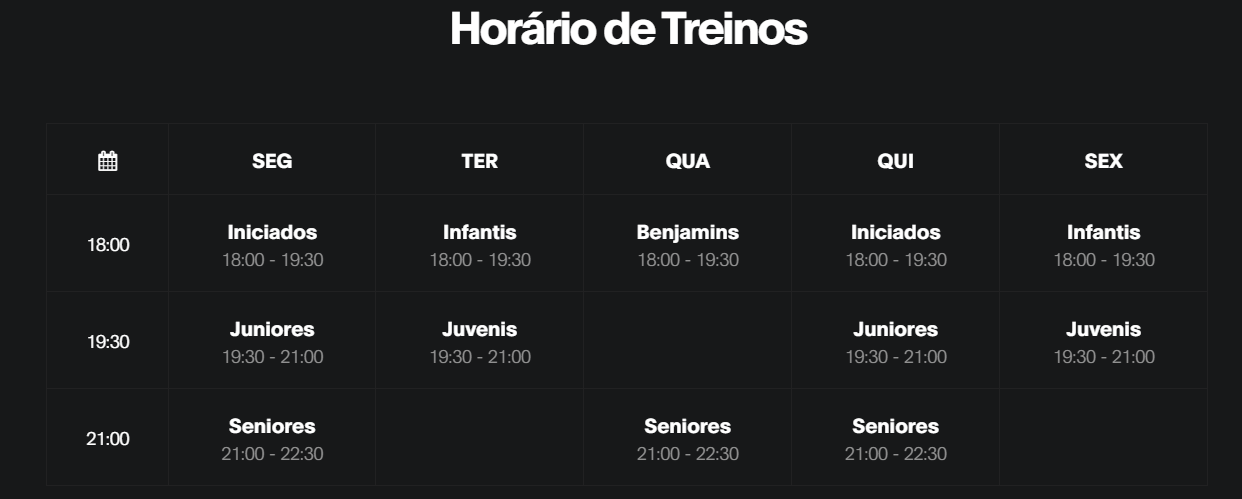 Horário de Treinos
SEG TER QUA QUI SEX
18:00 Iniciados Infantis Benjamins Iniciados Infantis
18:00 - 19:30 18:00 - 19:30 18:00 - 19:30 18:00 - 19:30 18:00 - 19:30
19:30 Juniores Juvenis Juniores Juvenis
19:30 - 21:00 19:30 - 21:00 19:30 - 21:00 19:30 - 21:00
21:00 Seniores Seniores Seniores
21:00 - 22:30 21:00 - 22:30 21:00 - 22:30